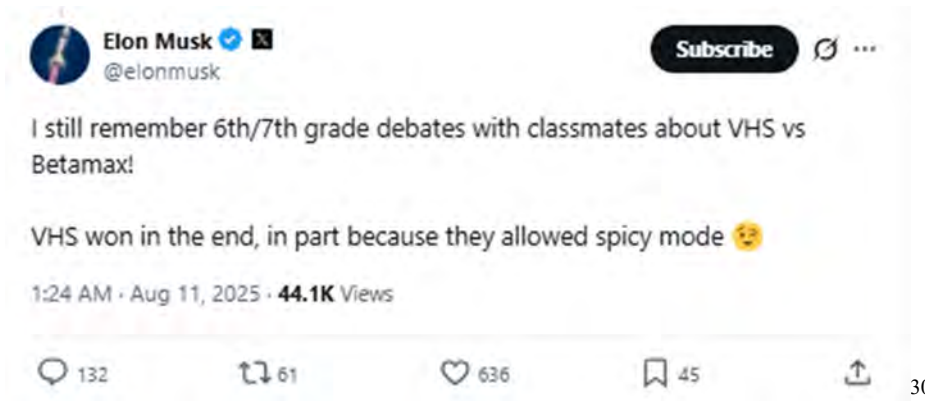 Elon Musk
@elonmusk
Subscribe
I still remember 6th/7th grade debates with classmates about VHS vs
Betamax!
VHS won in the end, in part because they allowed spicy mode 😉
1:24 AM · Aug 11, 2025 · 44.1K Views
132 61 636 45
30